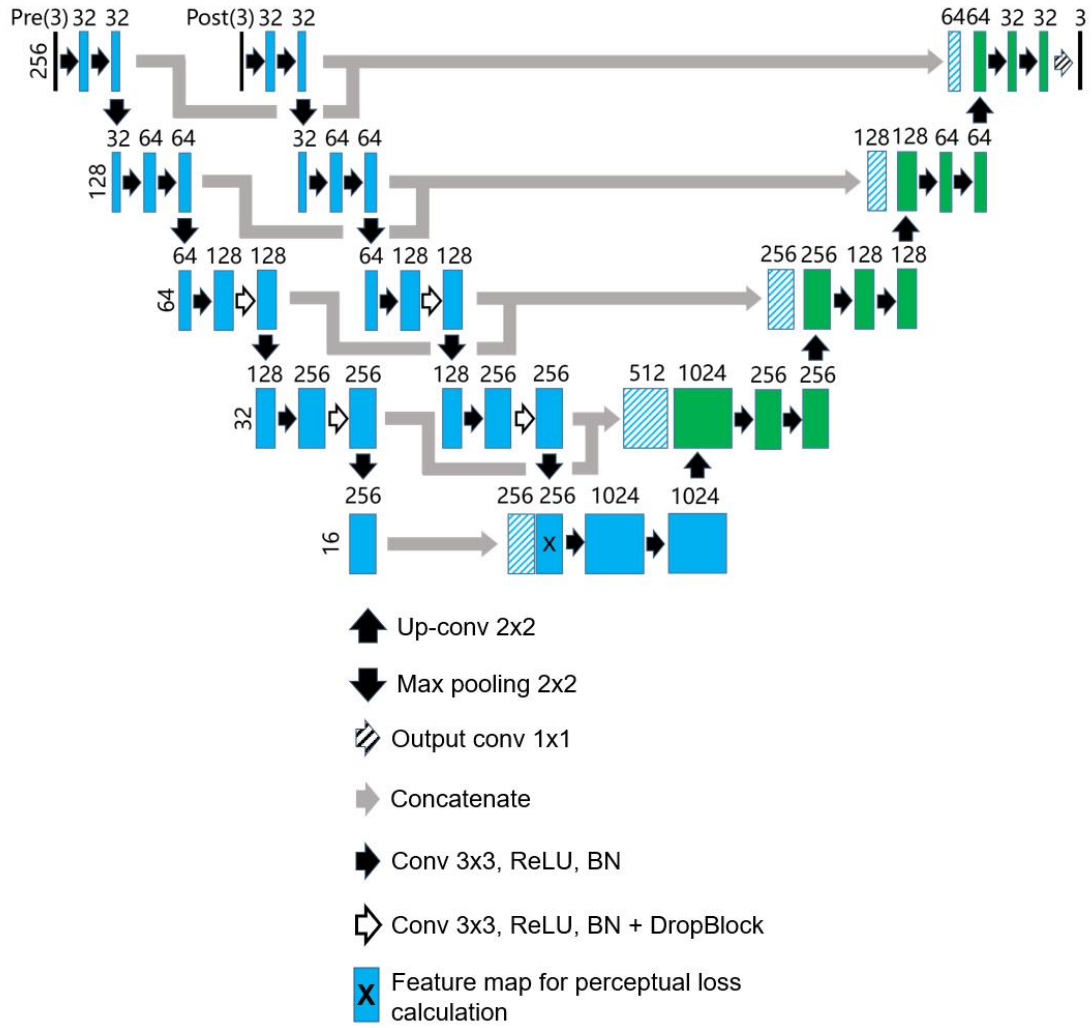 Pre(3) 32 32 Post(3) 32 32 64 64 32 32 3
256
32 64 64 32 64 64 128 128 64 64
128
64 128 128 64 128 128 256 256 128 128
64
128 256 256 128 256 256 512 1024 256 256
32
256 256 256 1024 1024
16 X
Up-conv 2x2
Max pooling 2x2
Output conv 1x1
Concatenate
Conv 3x3, ReLU, BN
Conv 3x3, ReLU, BN + DropBlock
X Feature map for perceptual loss
calculation